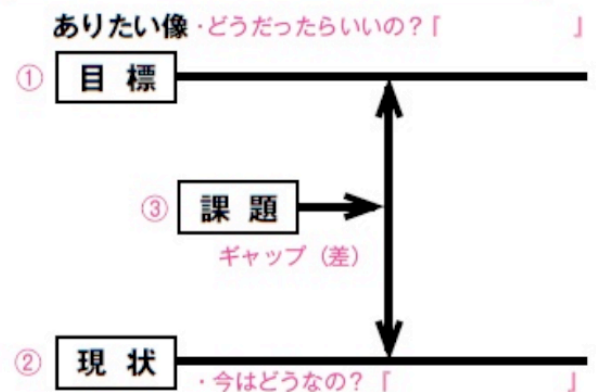 ありたい像・どうだったらいいの?『　　　　　』
① 目標
③ 課題
ギャップ(差)
② 現状
・今はどうなの?『　　　　　』